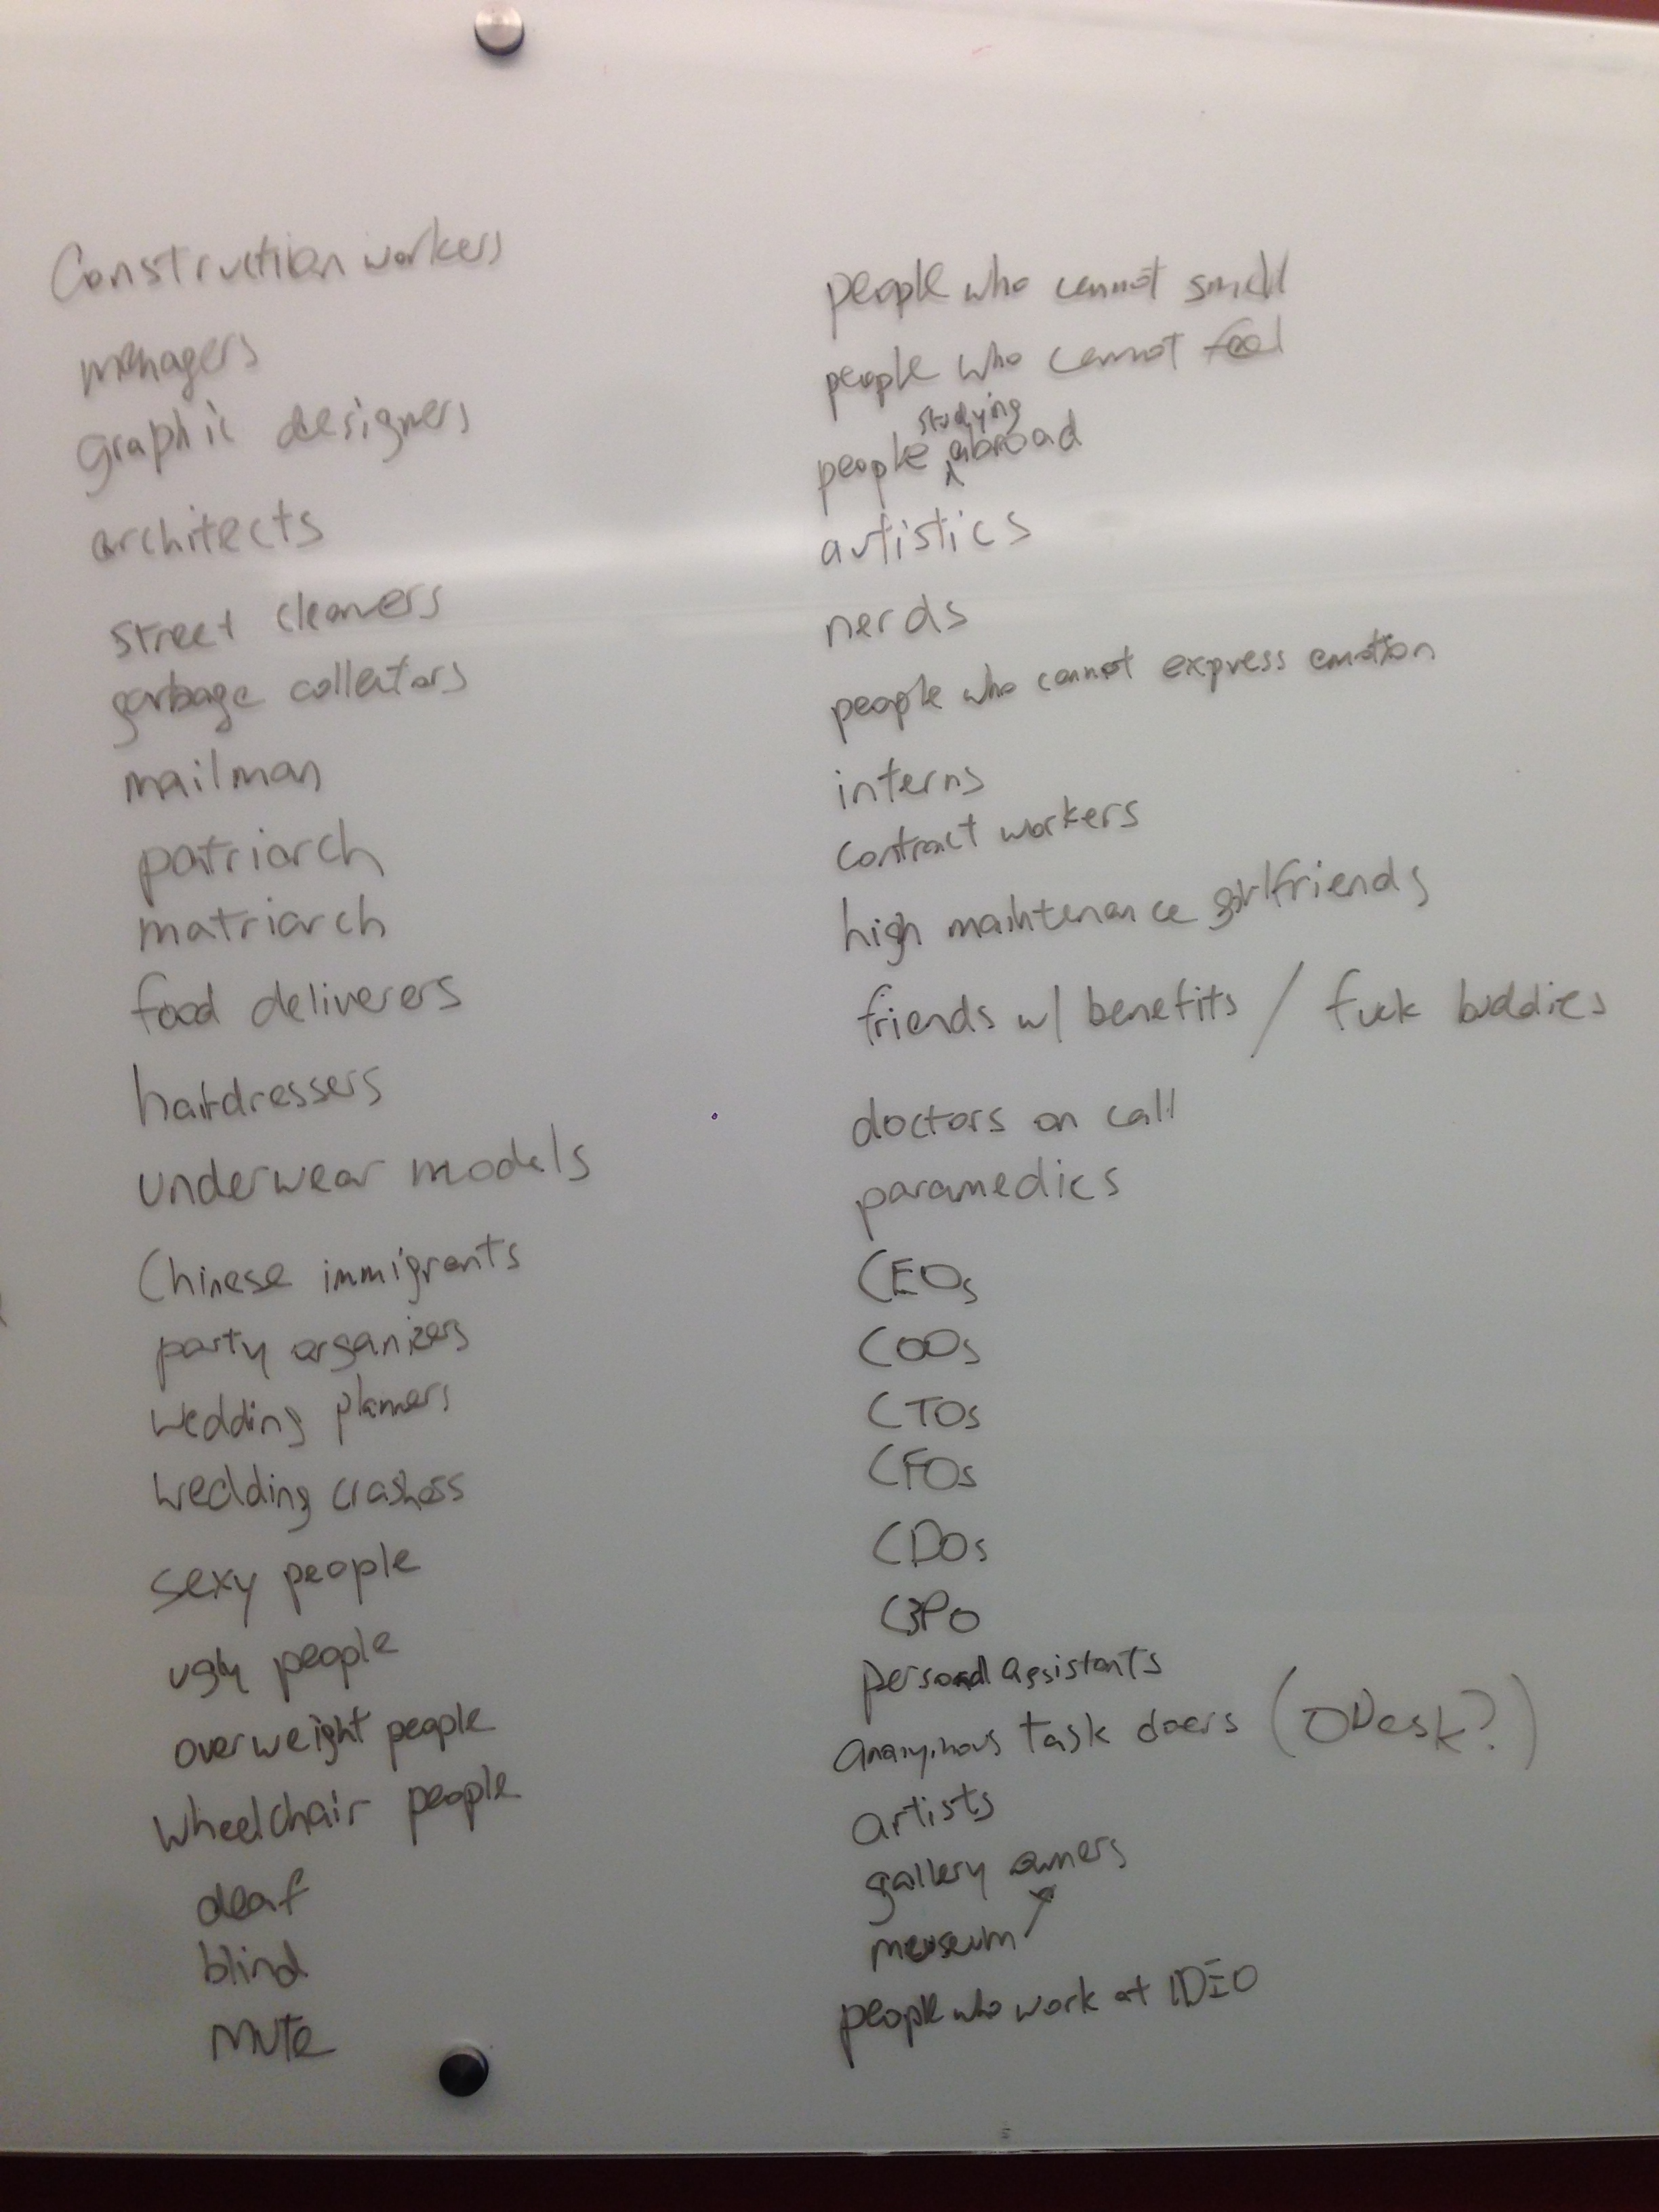 Construction workers
menagers
graphic designers
architects
street cleaners
garbage collectors
mailman
patriarch
matriarch
food deliverers
hairdressers
underwear models
Chinese immigrants
party organizers
wedding planners
wedding crashers
sexy people
ugly people
overweight people
wheelchair people
deaf
blind
mute
people who cannot smell
people who cannot feel
studying
people abroad
autistics
nerds
people who cannot express emotion
interns
contract workers
high maintenance girlfriends
friends w/ benefits / fuck buddies
doctors on call
paramedics
CEOs
COOs
CTOs
CFOs
CDOs
C3PO
personal assistants
anonymous task doers (ODesk?)
artists
gallery owners
museum
people who work at IDEO